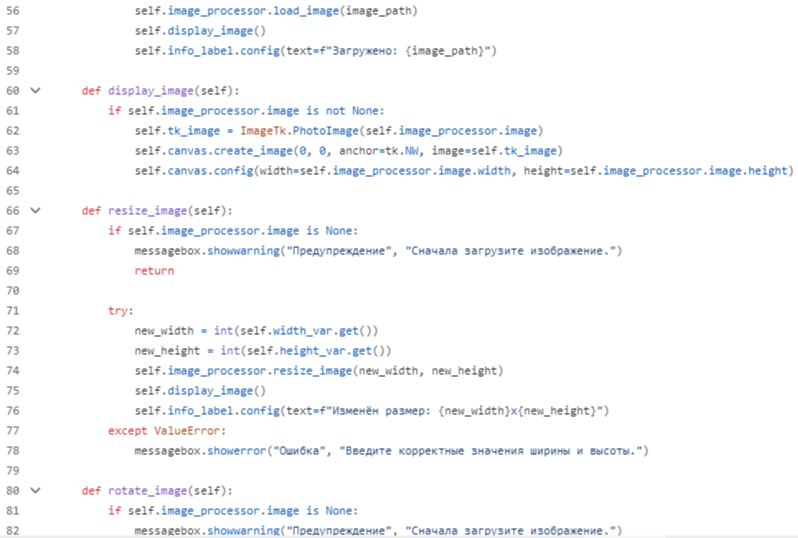 56 self.image_processor.load_image(image_path)
57 self.display_image()
58 self.info_label.config(text=f"Загружено: {image_path}")
59
60 def display_image(self):
61 if self.image_processor.image is not None:
62 self.tk_image = ImageTk.PhotoImage(self.image_processor.image)
63 self.canvas.create_image(0, 0, anchor=tk.NW, image=self.tk_image)
64 self.canvas.config(width=self.image_processor.image.width, height=self.image_processor.image.height)
65
66 def resize_image(self):
67 if self.image_processor.image is None:
68 messagebox.showwarning("Предупреждение", "Сначала загрузите изображение.")
69 return
70
71 try:
72 new_width = int(self.width_var.get())
73 new_height = int(self.height_var.get())
74 self.image_processor.resize_image(new_width, new_height)
75 self.display_image()
76 self.info_label.config(text=f"Изменён размер: {new_width}x{new_height}")
77 except ValueError:
78 messagebox.showerror("Ошибка", "Введите корректные значения ширины и высоты.")
79
80 def rotate_image(self):
81 if self.image_processor.image is None:
82 messagebox.showwarning("Предупреждение", "Сначала загрузите изображение.")